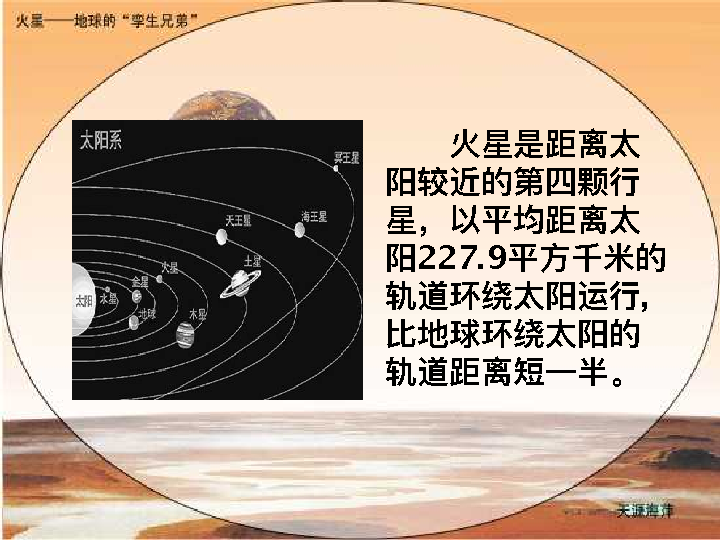 火星——地球的“孪生兄弟”
太阳系
冥王星
天王星
海王星
土星
火星
金星
太阳
水星
地球
木星
火星是距离太
阳较近的第四颗行
星，以平均距离太
阳227.9平方千米的
轨道环绕太阳运行，
比地球环绕太阳的
轨道距离短一半。
天涯海井